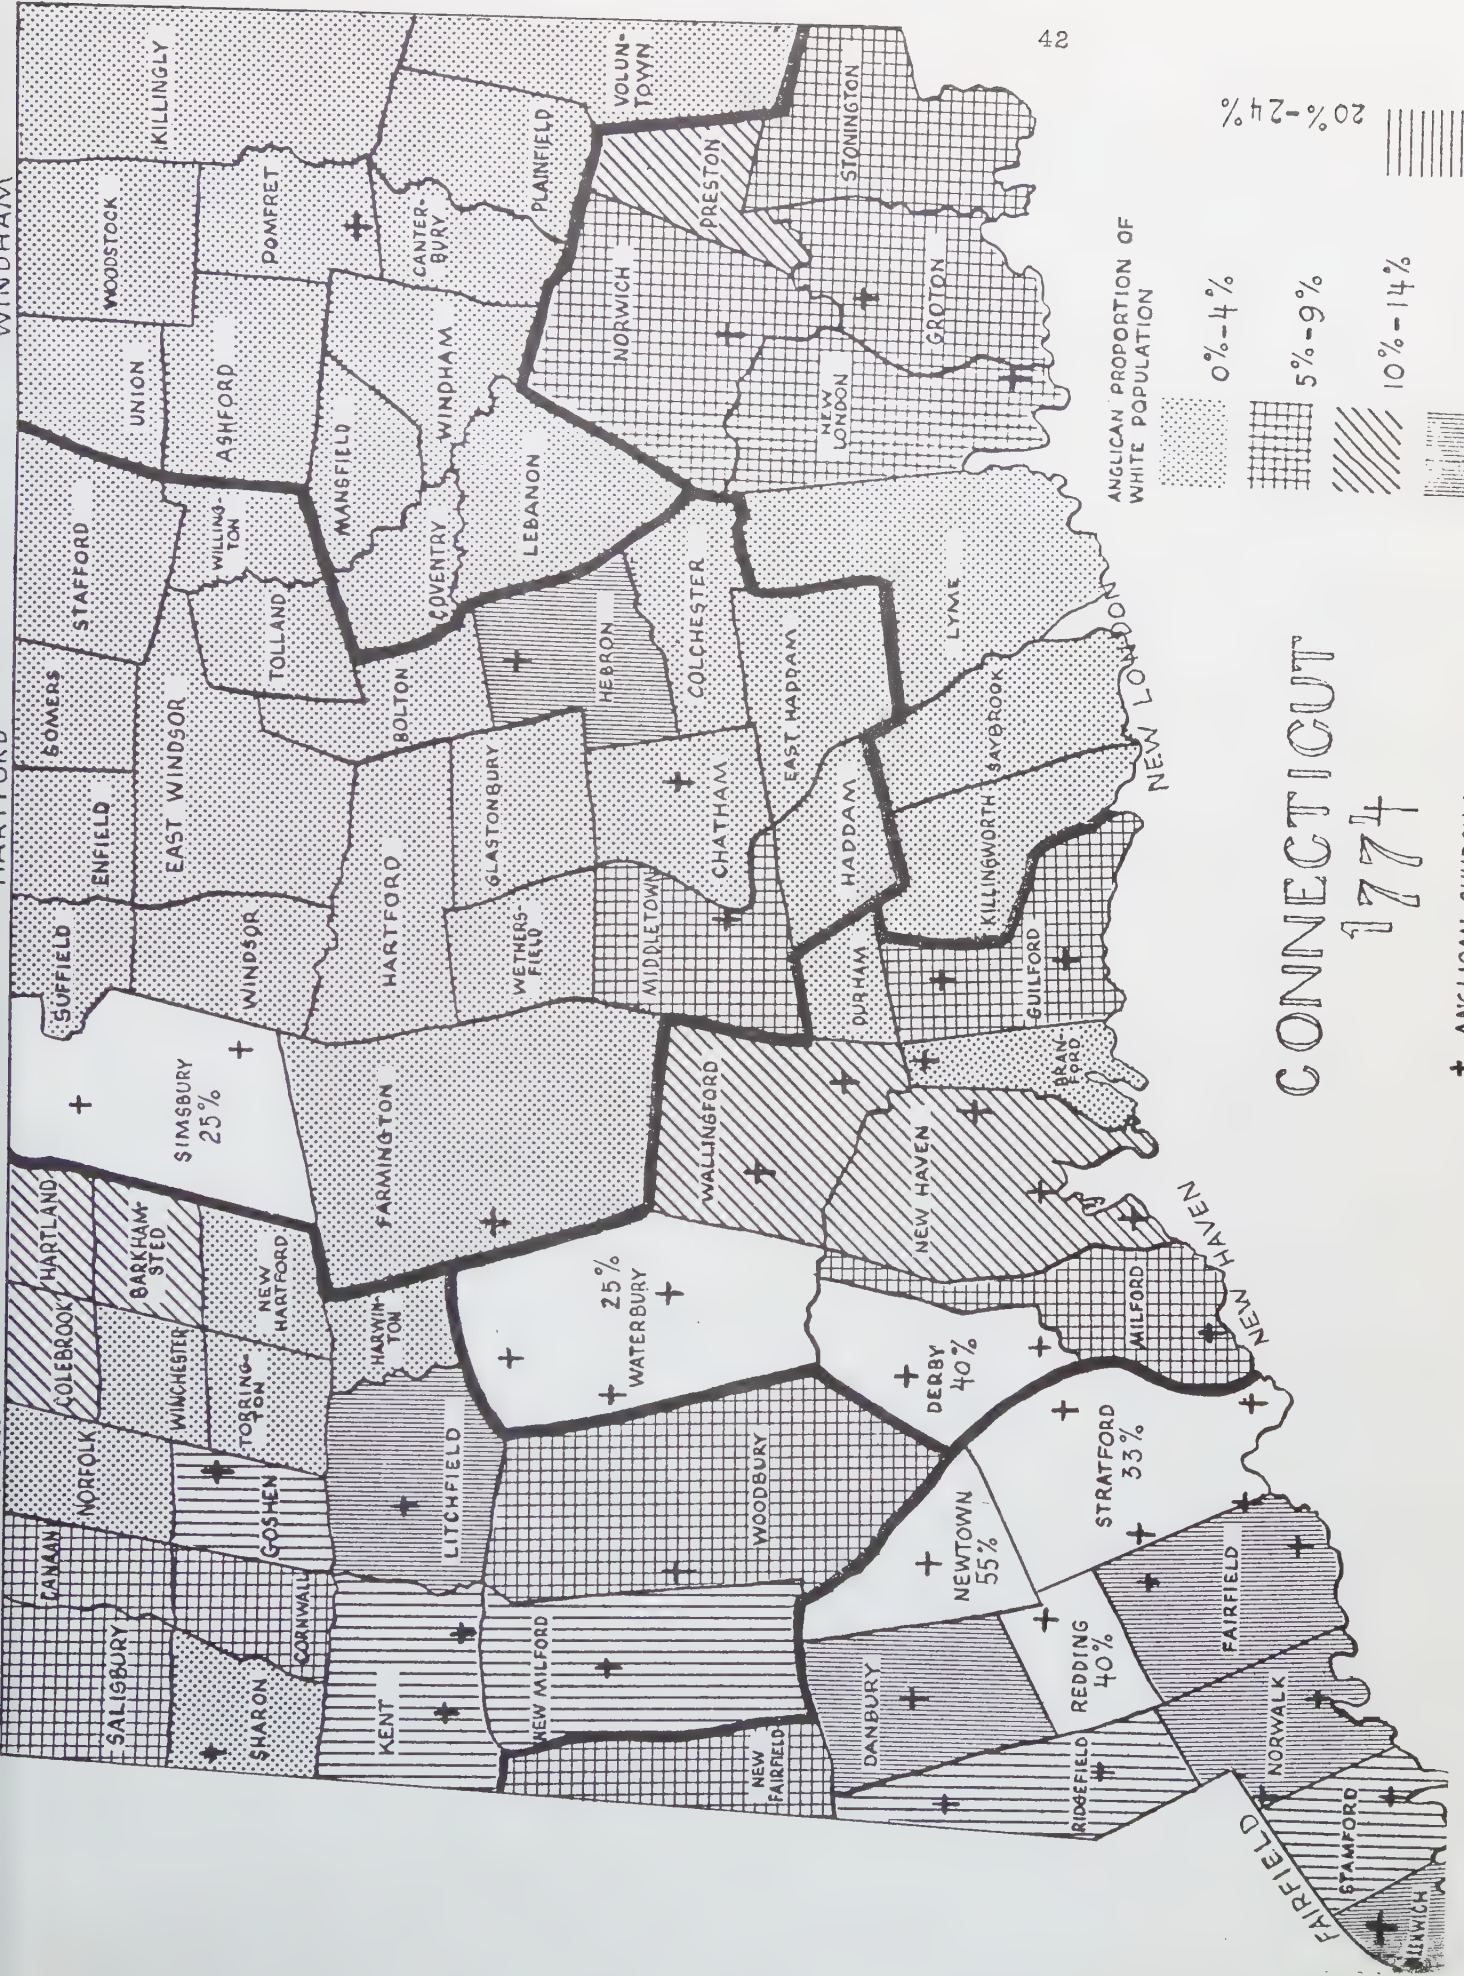 42
WINDHAM
HARTFORD
KILLINGLY
WOODSTOCK
POMFRET
UNION
ASHFORD
CANTER-
BURY
PLAINFIELD
VOLUN-
TOWN
MANSFIELD
WINDHAM
COVENTRY
LEBANON
STAFFORD
WILLING-
TON
TOLLAND
SOMERS
ENFIELD
EAST WINDSOR
BOLTON
HEBRON
COLCHESTER
SUFFIELD
WINDSOR
HARTFORD
GLASTONBURY
WETHERS-
FIELD
MIDDLETOWN
CHATHAM
EAST HADDAM
HADDAM
SIMSBURY
25%
FARMINGTON
NORWICH
PRESTON
STONINGTON
GROTON
NEW
LONDON
LYME
SAYBROOK
KILLINGWORTH
NEW LONDON
GUILFORD
DURHAM
BRAN-
FORD
WALLINGFORD
NEW HAVEN
25%
WATERBURY
DERBY
40%
MILFORD
NEW HAVEN
HARTLAND
BARKHAM-
STED
NEW
HARTFORD
COLEBROOK
WINCHESTER
TORRING-
TON
HARWIN-
TON
NORFOLK
GOSHEN
LITCHFIELD
WOODBURY
CANAAN
CORNWALL
SALISBURY
SHARON
KENT
NEW MILFORD
NEW
FAIRFIELD
NEWTOWN
55%
STRATFORD
33%
DANBURY
REDDING
40%
FAIRFIELD
RIDGEFIELD
NORWALK
STAMFORD
FAIRFIELD
ANGLICAN PROPORTION OF
WHITE POPULATION
0%-4%
5%-9%
10%-14%
20%-24%
CONNECTICUT
1774